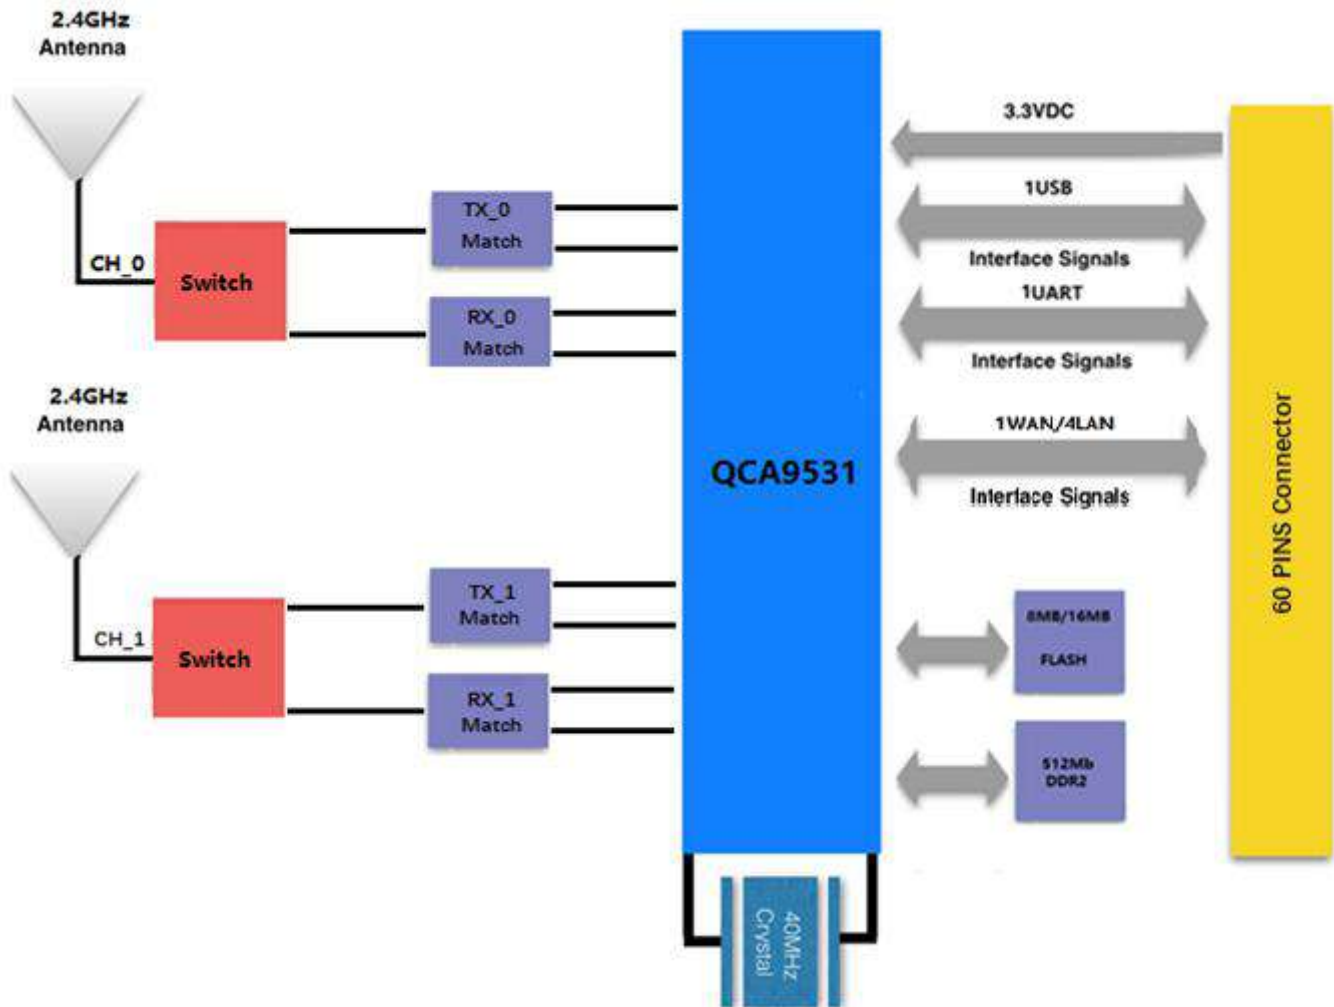 2.4GHz
Antenna
CH_0
Switch
TX_0
Match
RX_0
Match
2.4GHz
Antenna
CH_1
Switch
TX_1
Match
RX_1
Match
QCA9531
40MHz
Crystal
3.3VDC
1USB
Interface Signals
1UART
Interface Signals
1WAN/4LAN
Interface Signals
8MB/16MB
FLASH
512Mb
DDR2
60 PINS Connector